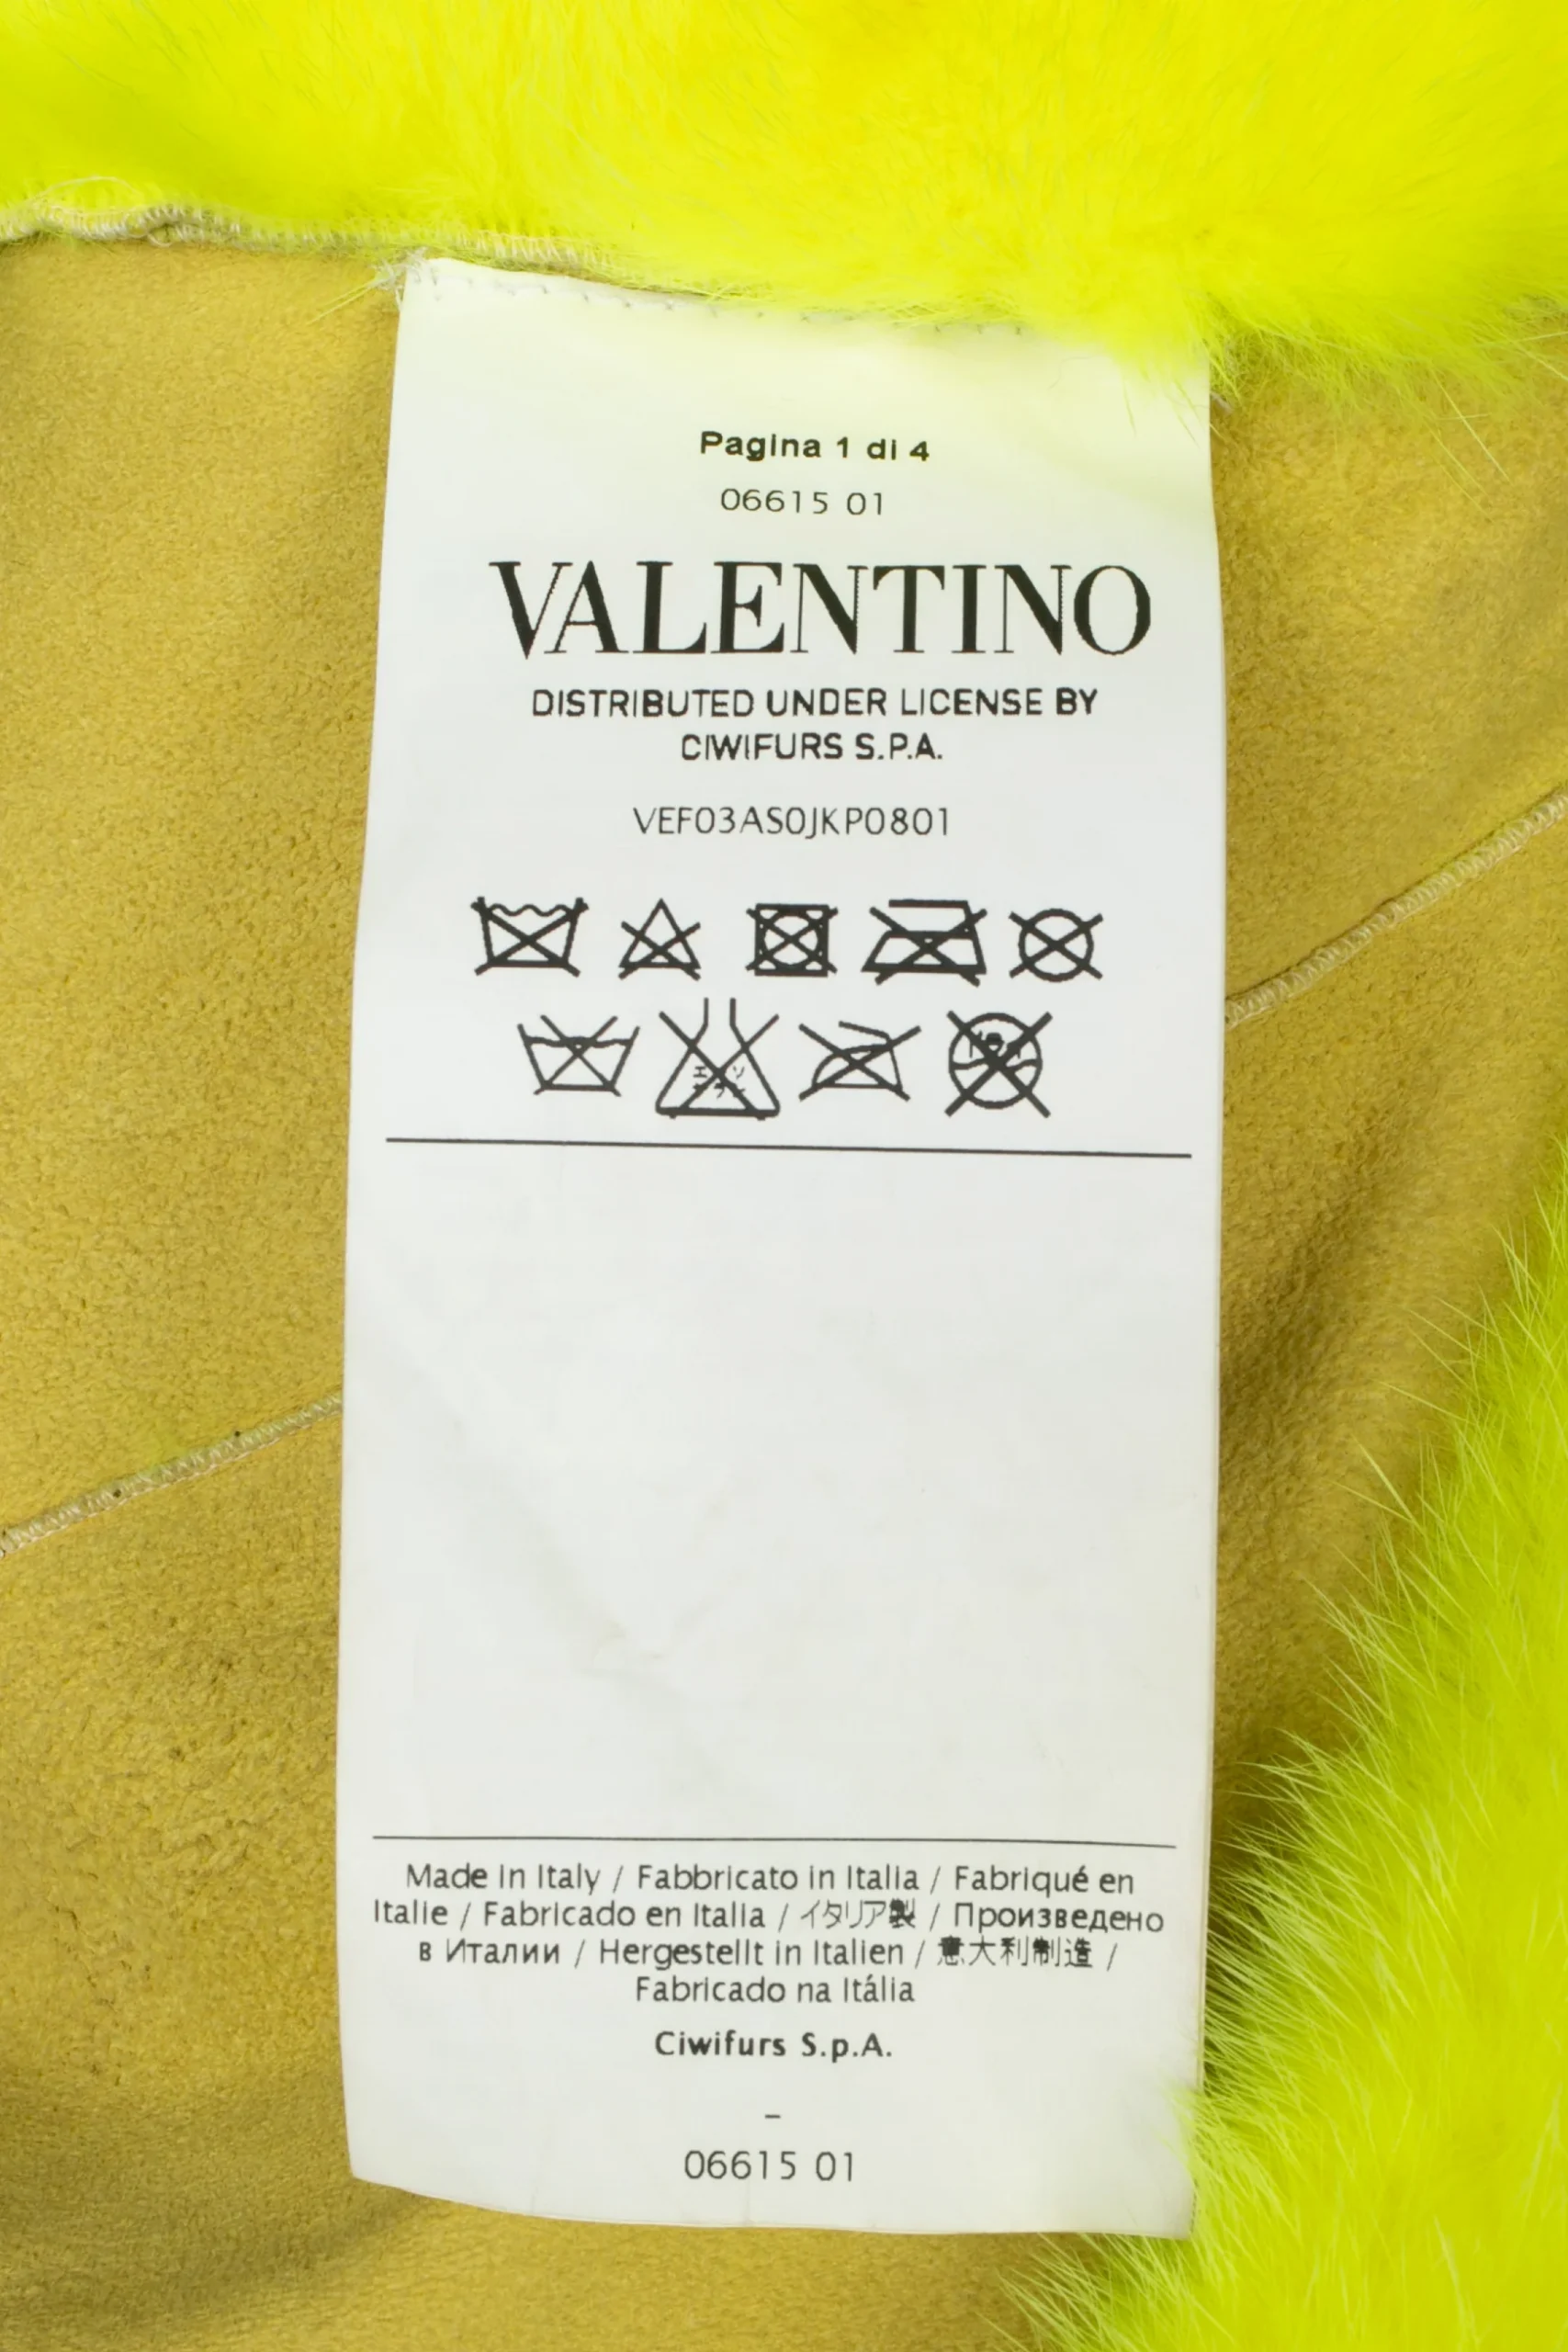 Pagina 1 di 4
06615 01
VALENTINO
DISTRIBUTED UNDER LICENSE BY
CIWIFURS S.P.A.
VEF03AS0JKP0801
Made in Italy / Fabbricato in Italia / Fabriqué en
Italie / Fabricado en Italia / イタリア製 / Произведено
в Италии / Hergestellt in Italien / 意大利制造 /
Fabricado na Itália
Ciwifurs S.p.A.
–
06615 01